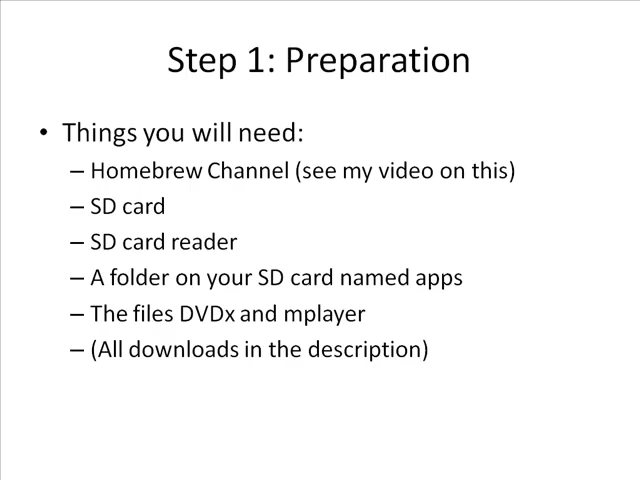 Step 1: Preparation
• Things you will need:
– Homebrew Channel (see my video on this)
– SD card
– SD card reader
– A folder on your SD card named apps
– The files DVDx and mplayer
– (All downloads in the description)